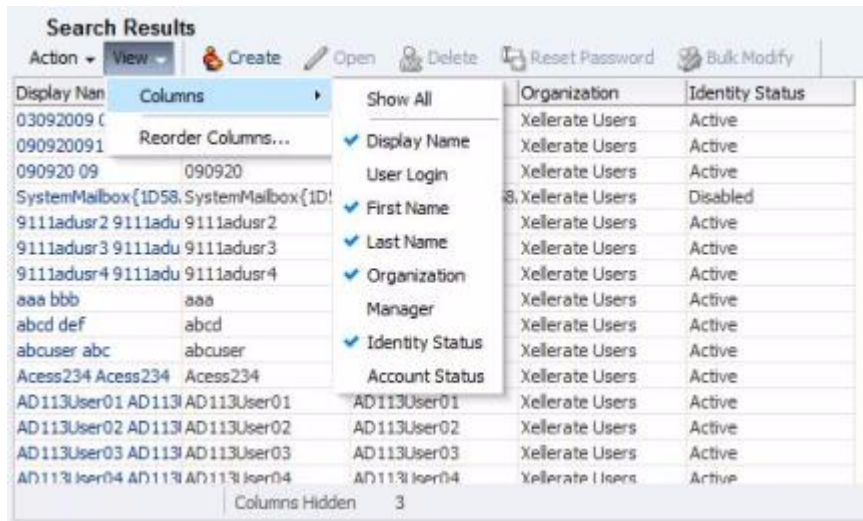 Search Results
Action View Create Open Delete Reset Password Bulk Modify
Display Nam Organization Identity Status
Columns
Reorder Columns...
Show All
Display Name
User Login
First Name
Last Name
Organization
Manager
Identity Status
Account Status
03092009 Xellerate Users Active
090920091 Xellerate Users Active
090920 09 090920 Xellerate Users Active
SystemMailbox{1D58. SystemMailbox{1D5 8. Xellerate Users Disabled
9111adusr2 9111adu 9111adusr2 Xellerate Users Active
9111adusr3 9111adu 9111adusr3 Xellerate Users Active
9111adusr4 9111adu 9111adusr4 Xellerate Users Active
aaa bbb aaa Xellerate Users Active
abcd def abcd Xellerate Users Active
abcuser abc abcuser Xellerate Users Active
Acess234 Acess234 Acess234 Xellerate Users Active
AD113User01 AD113 AD113User01 AD113User01 Xellerate Users Active
AD113User02 AD113 AD113User02 AD113User02 Xellerate Users Active
AD113User03 AD113 AD113User03 AD113User03 Xellerate Users Active
AD113User04 AD113 AD113User04 AD113User04 Xellerate Users Active
Columns Hidden 3